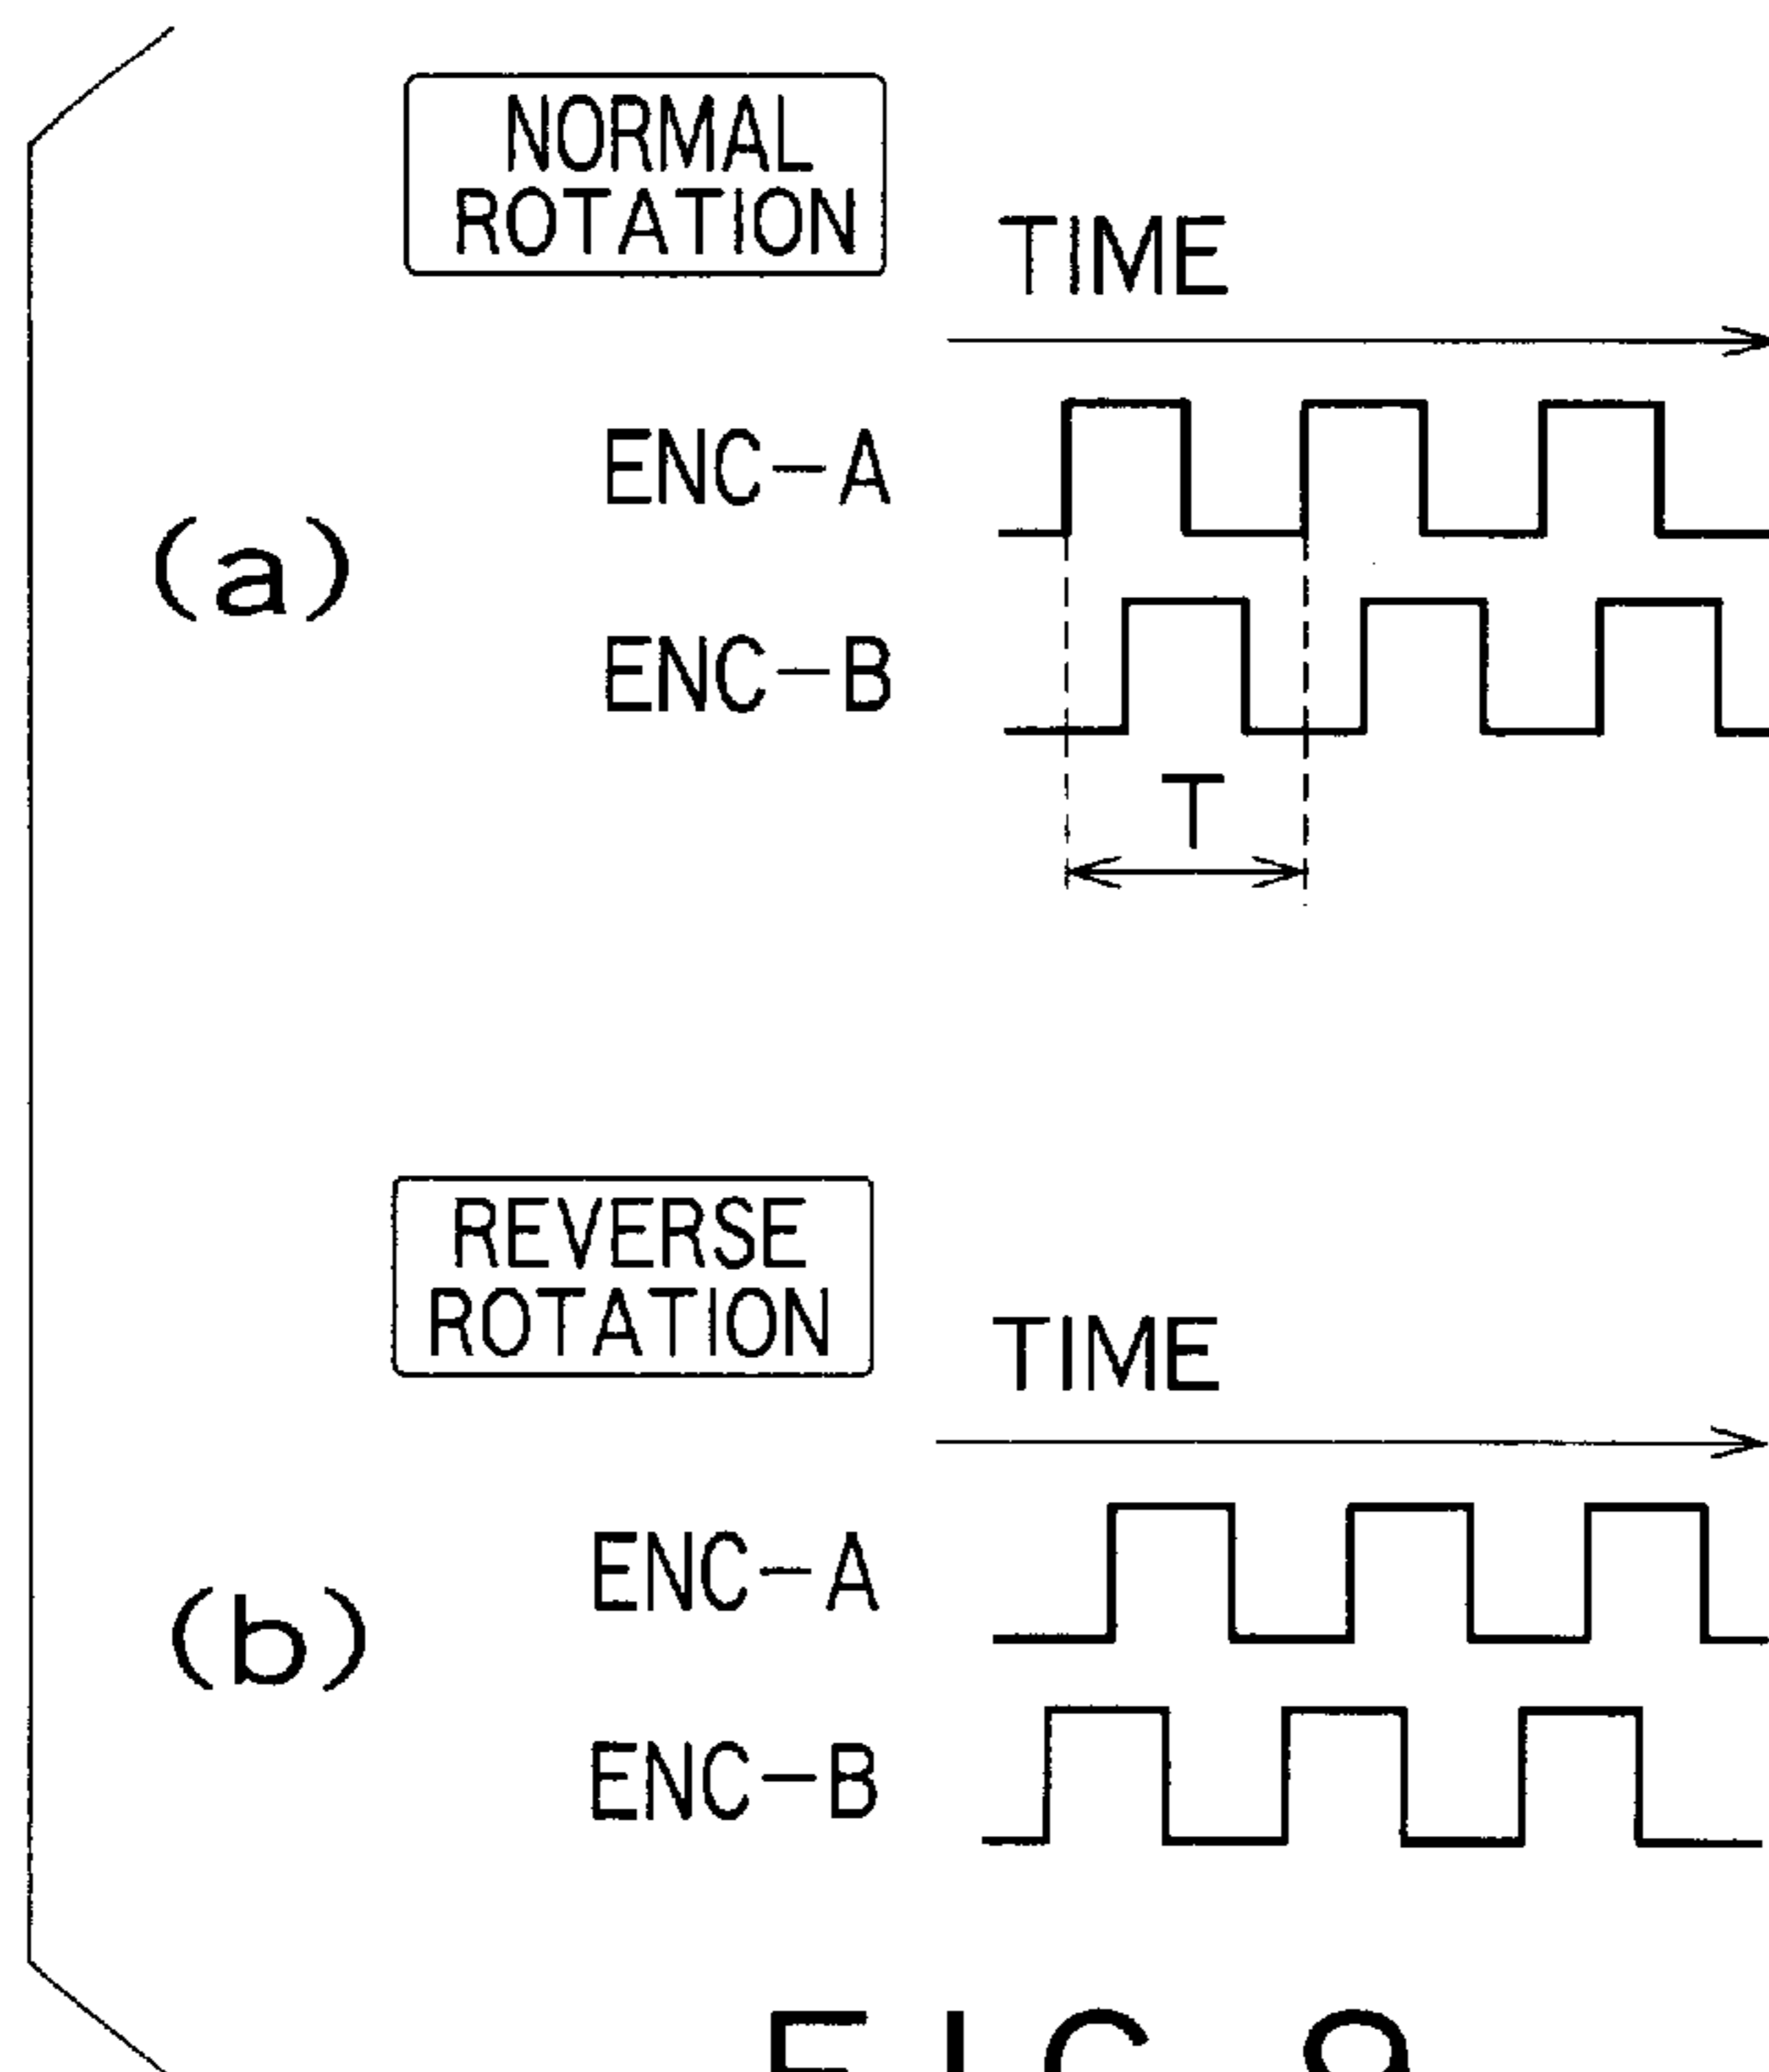 NORMAL
ROTATION
TIME
ENC-A
(a)
ENC-B
T
REVERSE
ROTATION
TIME
ENC-A
(b)
ENC-B